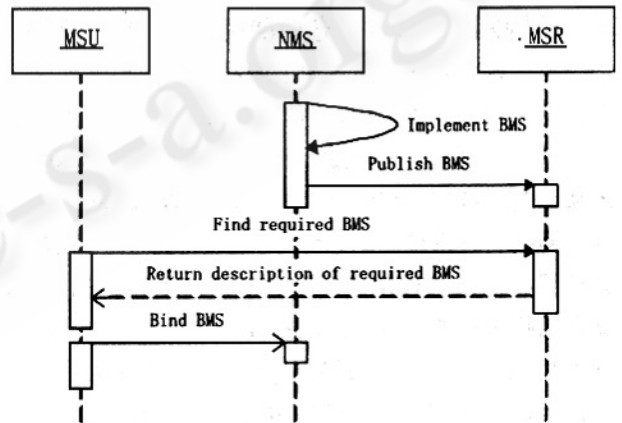 MSU
NMS
MSR
Implement BMS
Publish BMS
Find required BMS
Return description of required BMS
Bind BMS